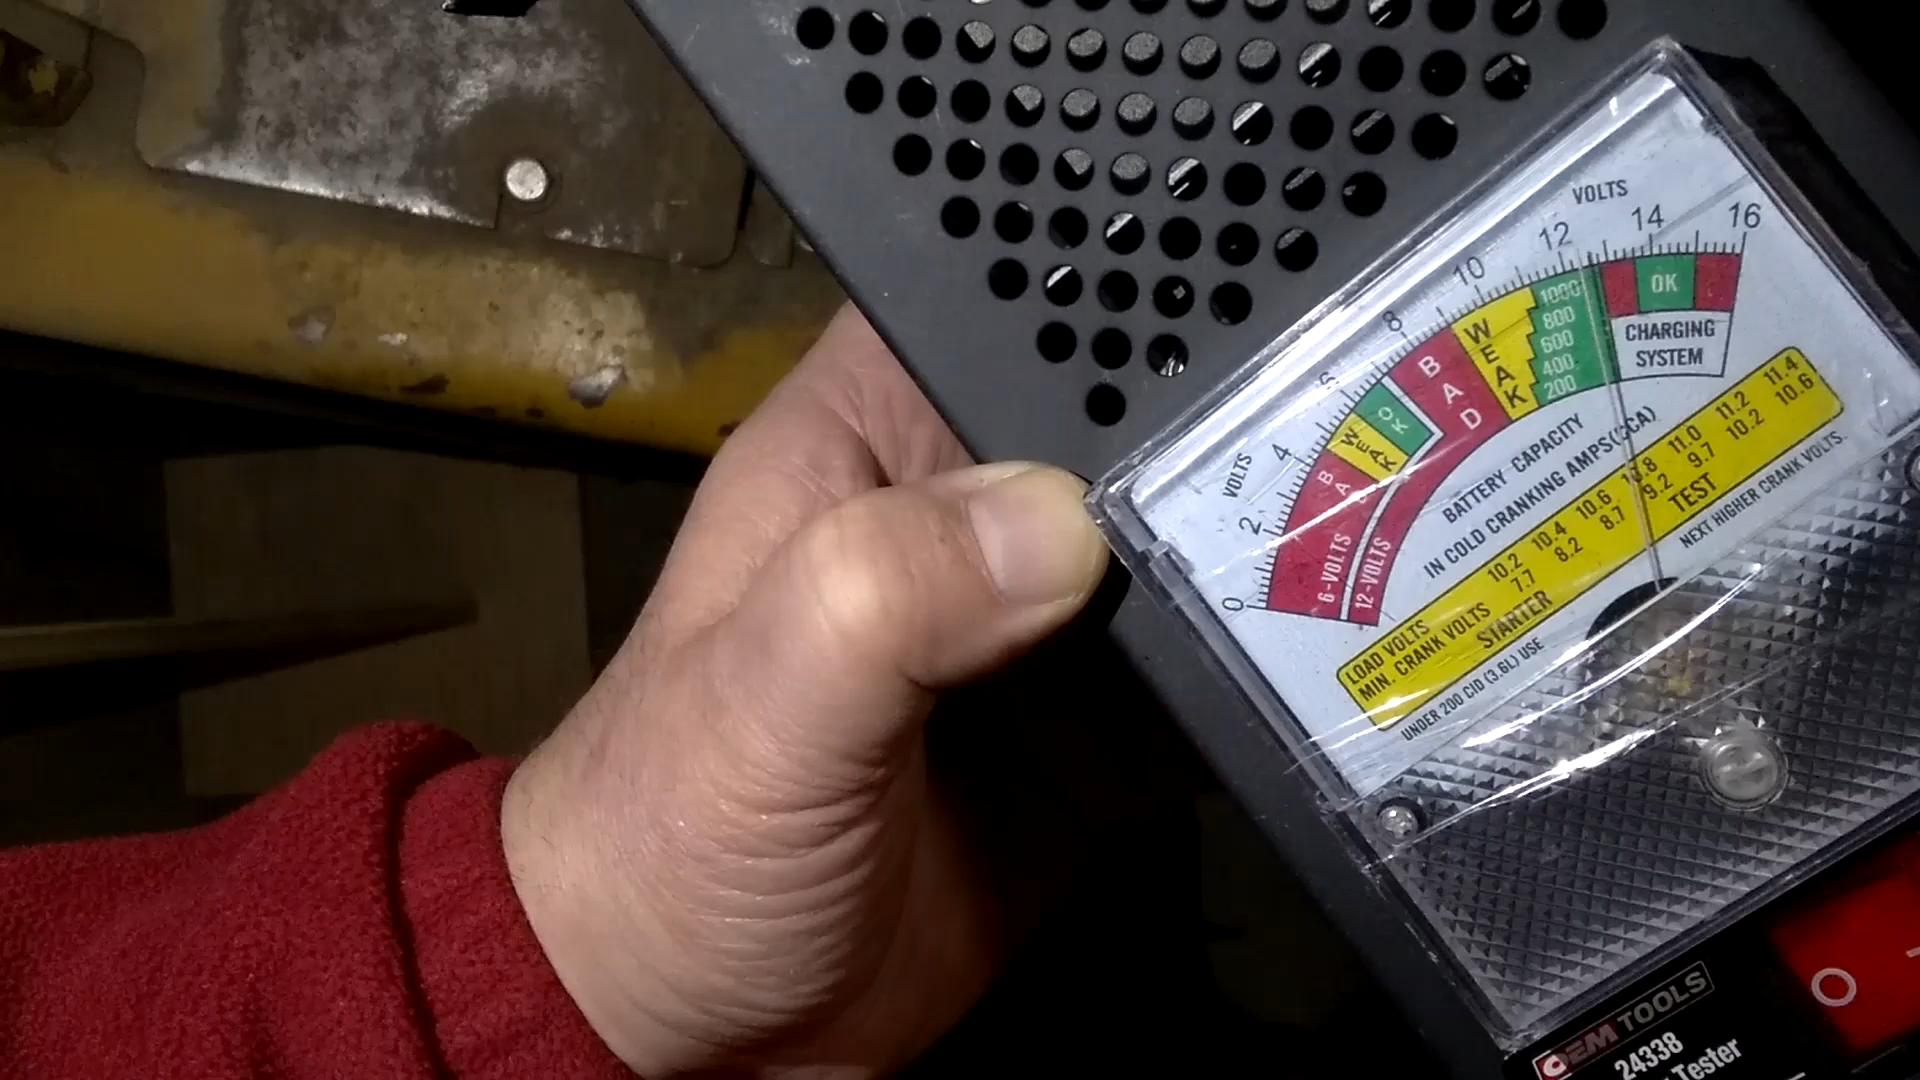 VOLTS
0 2 4 6 8 10 12 14 16
VOLTS
BAD
WEAK
OK
BAD
WEAK
1000
800
600
400
200
OK
CHARGING
SYSTEM
6-VOLTS
12-VOLTS
BATTERY CAPACITY
IN COLD CRANKING AMPS(CCA)
LOAD VOLTS 10.2 10.4 10.6 10.8 11.0 11.2 11.4
MIN. CRANK VOLTS 7.7 8.2 8.7 9.2 9.7 10.2 10.6
STARTER TEST
UNDER 200 CID (3.6L) USE NEXT HIGHER CRANK VOLTS.
OEM TOOLS
24338
Tester